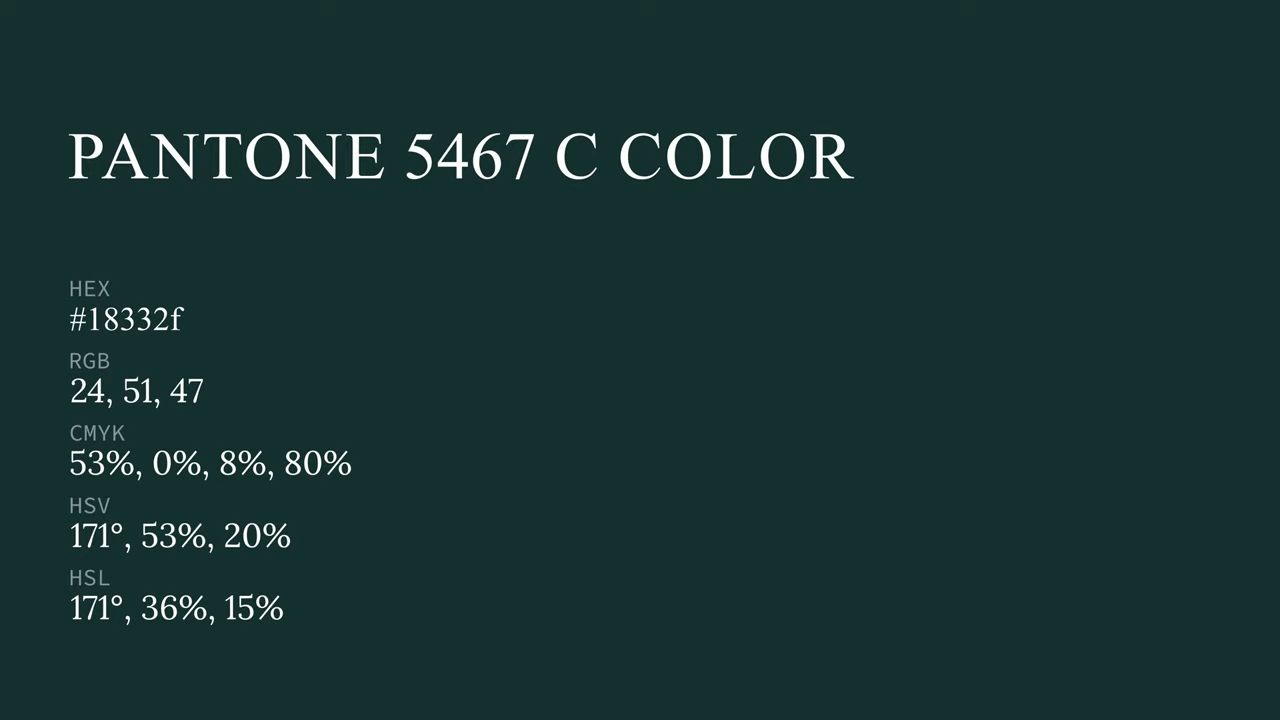 PANTONE 5467 C COLOR
HEX
#18332f
RGB
24, 51, 47
CMYK
53%, 0%, 8%, 80%
HSV
171°, 53%, 20%
HSL
171°, 36%, 15%